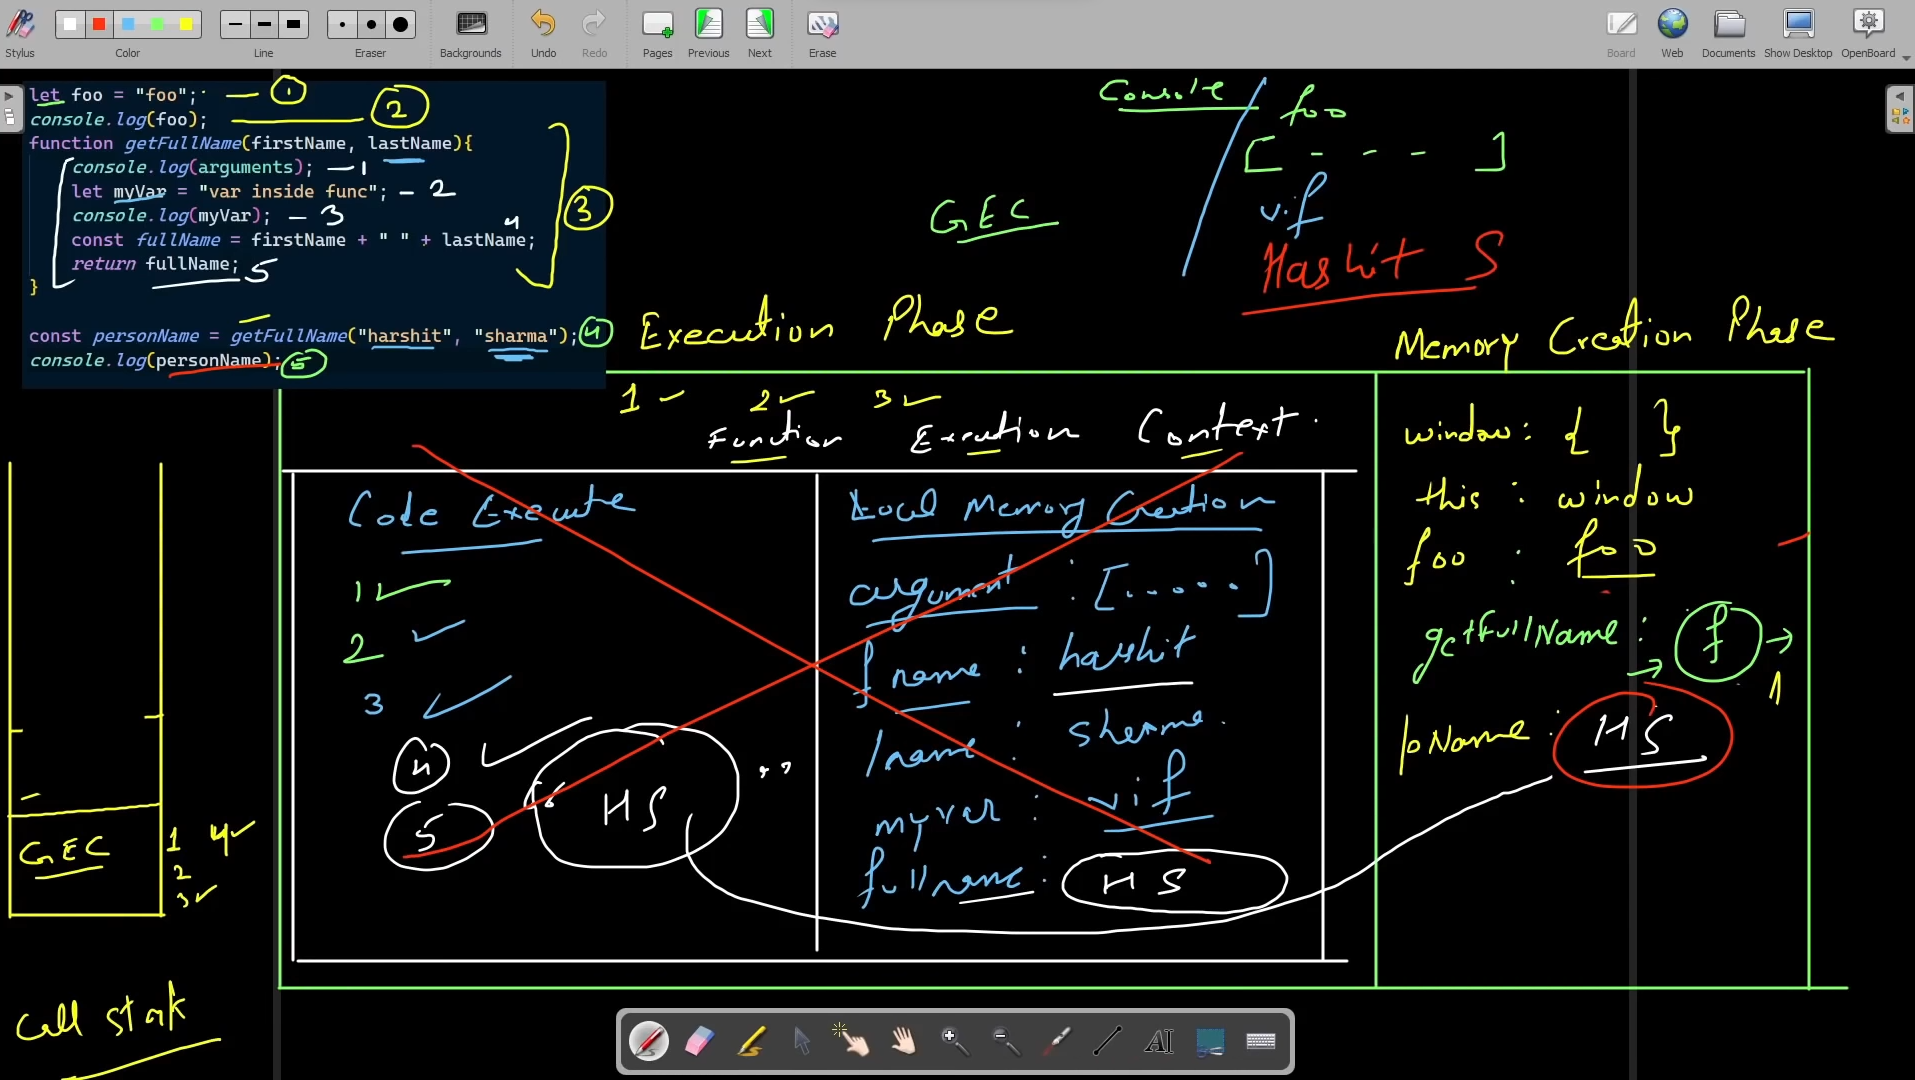 Stylus
Color
Line
Eraser
Backgrounds
Undo
Redo
Pages
Previous
Next
Erase
Board
Web
Documents
Show Desktop
OpenBoard
let foo = "foo"; — 1
console.log(foo); 2
function getFullName(firstName, lastName){
console.log(arguments); — 1
let myVar = "var inside func"; — 2
console.log(myVar); — 3
const fullName = firstName + " " + lastName; 4
return fullName; 5
}
3
const personName = getFullName("harshit", "sharma"); 4
console.log(personName); 5
Console
foo
[ - - - ]
v.if
Harshit S
GEC
Execution Phase
Memory Creation Phase
1 ✓ 2 ✓ 3 ✓
Function Execution Context.
Code Execute
1 ✓
2 ✓
3 ✓
4 ✓
5
" HS "
Local Memory Creation
argument : [......]
fname : harshit
lname : sharma
myvar : vif
fullname : HS
window : { }
this : window
foo : foo
getFullName : f →
1
pName : HS
GEC
1 4 ✓
2
3 ✓
Call stak
AI